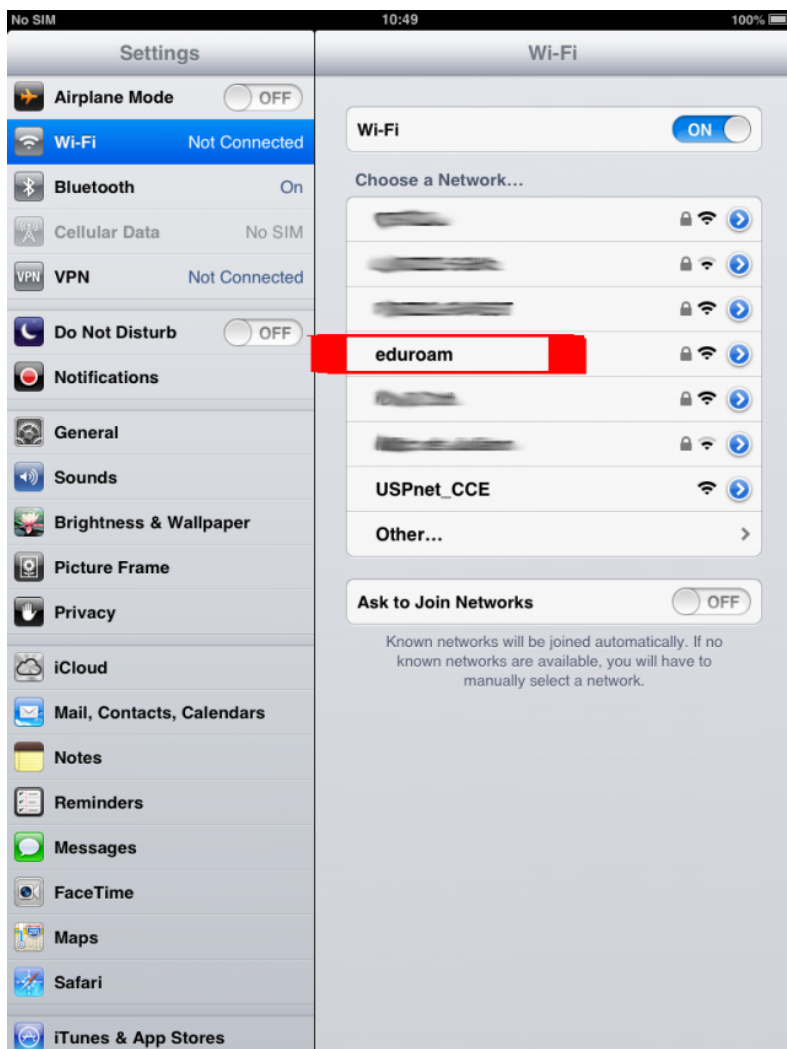 No SIM 10:49 100%
Settings
Airplane Mode OFF
Wi-Fi Not Connected
Bluetooth On
Cellular Data No SIM
VPN VPN Not Connected
Do Not Disturb OFF
Notifications
General
Sounds
Brightness & Wallpaper
Picture Frame
Privacy
iCloud
Mail, Contacts, Calendars
Notes
Reminders
Messages
FaceTime
Maps
Safari
iTunes & App Stores
Wi-Fi
Wi-Fi ON
Choose a Network...
eduroam
USPnet_CCE
Other...
Ask to Join Networks OFF
Known networks will be joined automatically. If no
known networks are available, you will have to
manually select a network.